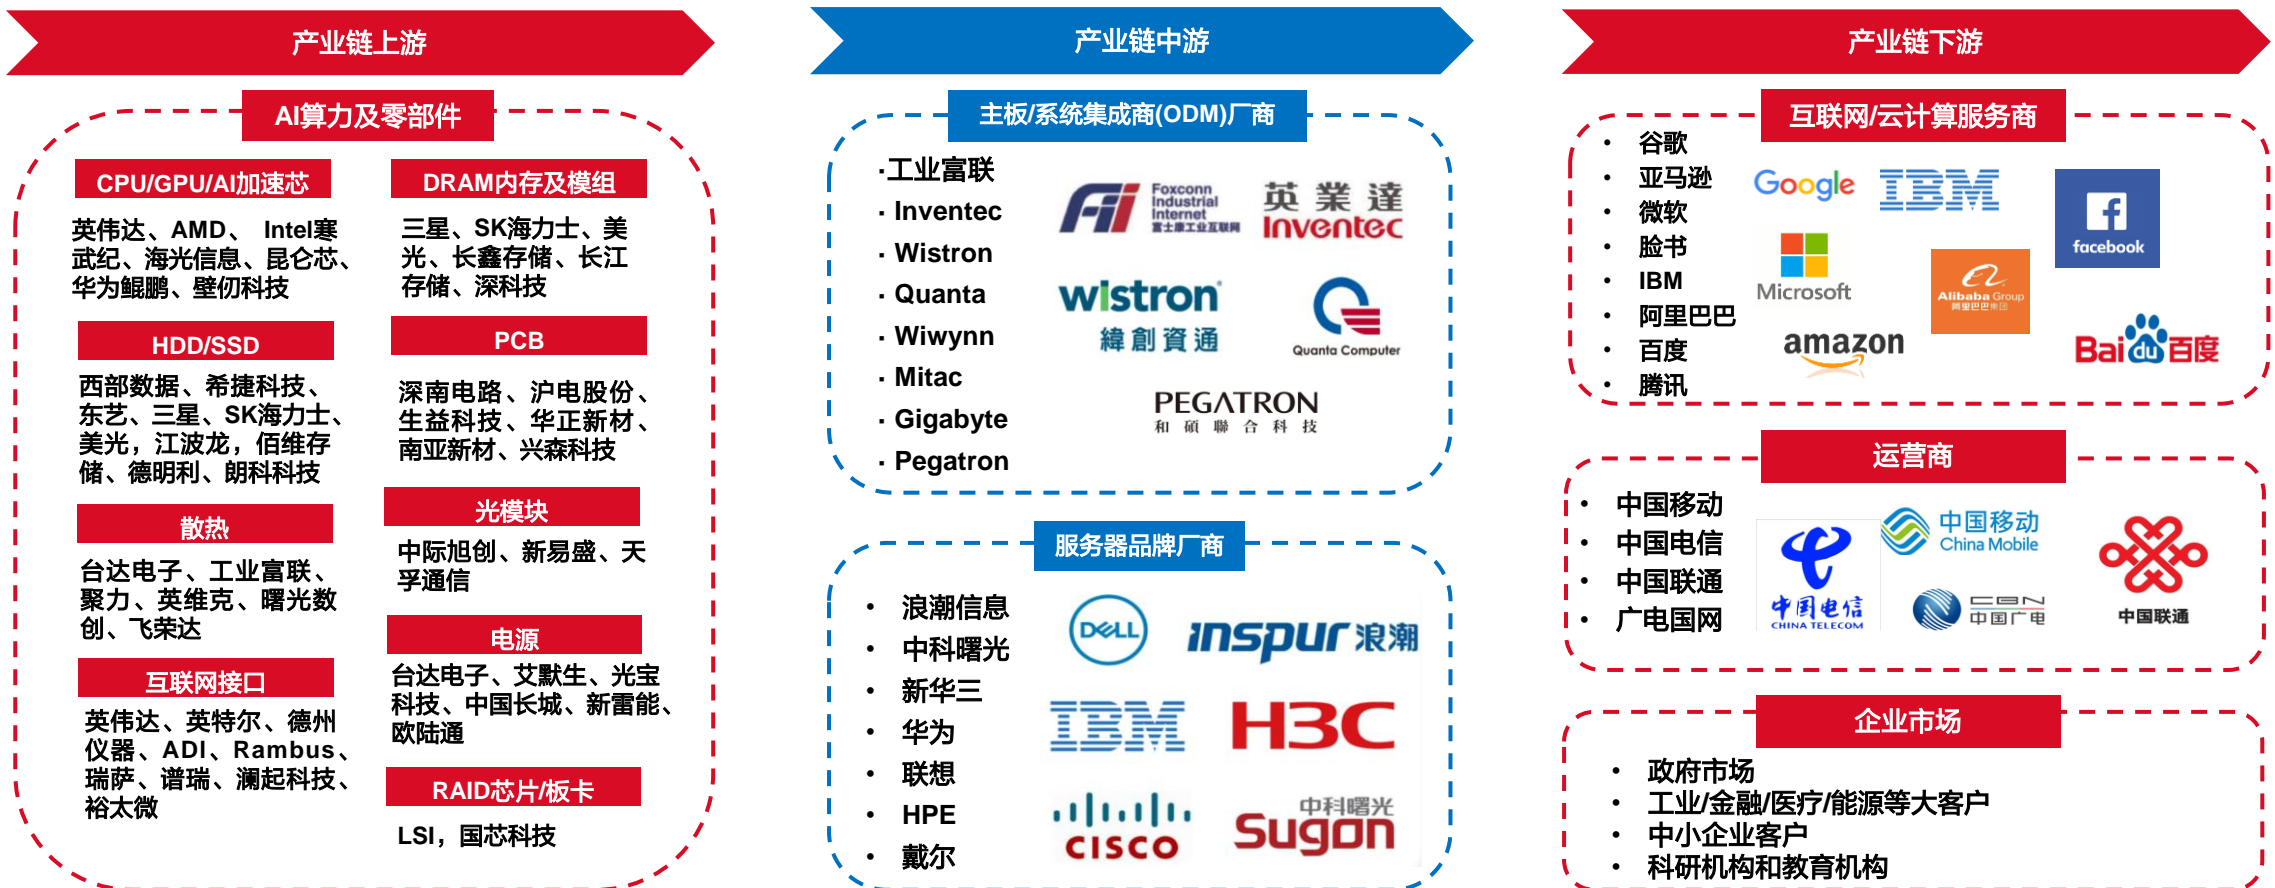 产业链上游
AI算力及零部件
CPU/GPU/AI加速芯
英伟达、AMD、 Intel寒
武纪、海光信息、昆仑芯、
华为鲲鹏、壁仞科技
HDD/SSD
西部数据、希捷科技、
东艺、三星、SK海力士、
美光，江波龙，佰维存
储、德明利、朗科科技
散热
台达电子、工业富联、
聚力、英维克、曙光数
创、飞荣达
互联网接口
英伟达、英特尔、德州
仪器、ADI、Rambus、
瑞萨、谱瑞、澜起科技、
裕太微
DRAM内存及模组
三星、SK海力士、美
光、长鑫存储、长江
存储、深科技
PCB
深南电路、沪电股份、
生益科技、华正新材、
南亚新材、兴森科技
光模块
中际旭创、新易盛、天
孚通信
电源
台达电子、艾默生、光宝
科技、中国长城、新雷能、
欧陆通
RAID芯片/板卡
LSI，国芯科技
产业链中游
主板/系统集成商(ODM)厂商
·工业富联
· Inventec
· Wistron
· Quanta
· Wiwynn
· Mitac
· Gigabyte
· Pegatron
Fii
Foxconn
Industrial
Internet
富士康工业互联网
英業達
Inventec
wistron
緯創資通
Quanta Computer
PEGATRON
和碩聯合科技
服务器品牌厂商
• 浪潮信息
• 中科曙光
• 新华三
• 华为
• 联想
• HPE
• 戴尔
DELL
inspur 浪潮
IBM
H3C
CISCO
中科曙光
Sugon
产业链下游
互联网/云计算服务商
• 谷歌
• 亚马逊
• 微软
• 脸书
• IBM
• 阿里巴巴
• 百度
• 腾讯
Google
IBM
facebook
Microsoft
Alibaba Group
阿里巴巴集团
amazon
Bai du 百度
运营商
• 中国移动
• 中国电信
• 中国联通
• 广电国网
中国电信
CHINA TELECOM
中国移动
China Mobile
CBN
中国广电
中国联通
企业市场
• 政府市场
• 工业/金融/医疗/能源等大客户
• 中小企业客户
• 科研机构和教育机构